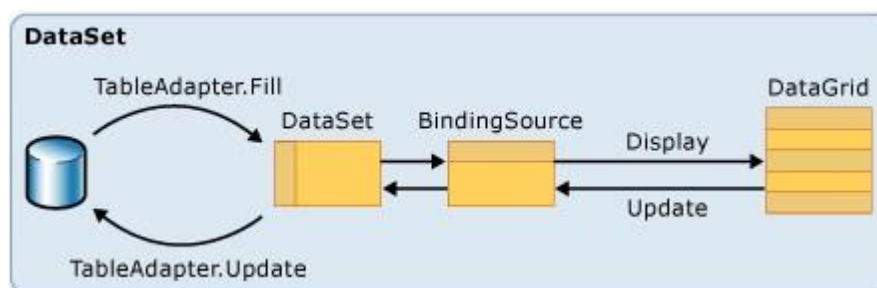 DataSet
TableAdapter.Fill
DataGrid
DataSet
BindingSource
Display
Update
TableAdapter.Update